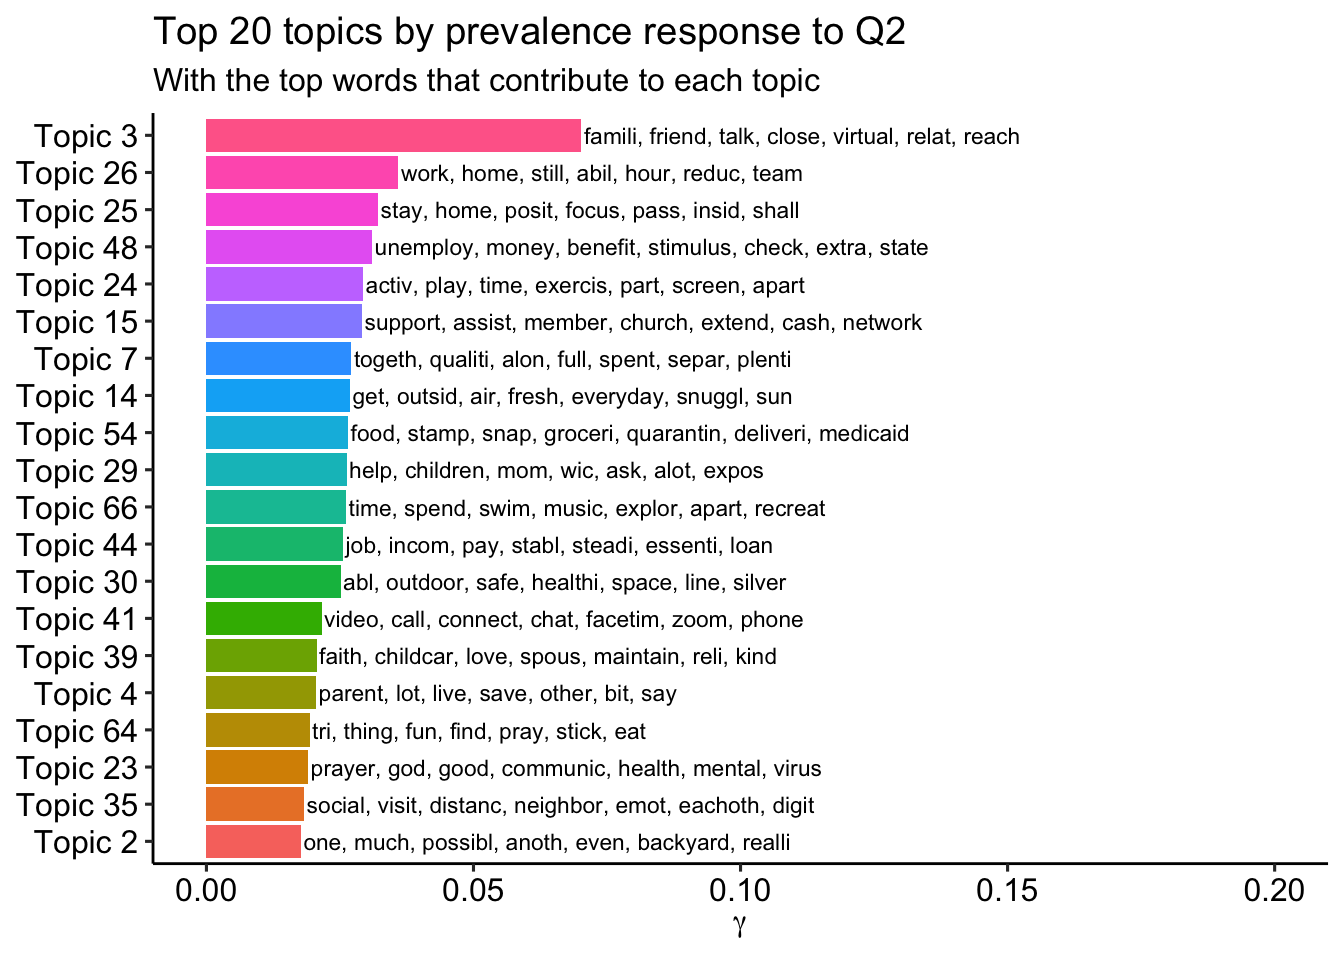 Top 20 topics by prevalence response to Q2
With the top words that contribute to each topic
Topic 3 famili, friend, talk, close, virtual, relat, reach
Topic 26 work, home, still, abil, hour, reduc, team
Topic 25 stay, home, posit, focus, pass, insid, shall
Topic 48 unemploy, money, benefit, stimulus, check, extra, state
Topic 24 activ, play, time, exercis, part, screen, apart
Topic 15 support, assist, member, church, extend, cash, network
Topic 7 togeth, qualiti, alon, full, spent, separ, plenti
Topic 14 get, outsid, air, fresh, everyday, snuggl, sun
Topic 54 food, stamp, snap, groceri, quarantin, deliveri, medicaid
Topic 29 help, children, mom, wic, ask, alot, expos
Topic 66 time, spend, swim, music, explor, apart, recreat
Topic 44 job, incom, pay, stabl, steadi, essenti, loan
Topic 30 abl, outdoor, safe, healthi, space, line, silver
Topic 41 video, call, connect, chat, facetim, zoom, phone
Topic 39 faith, childcar, love, spous, maintain, reli, kind
Topic 4 parent, lot, live, save, other, bit, say
Topic 64 tri, thing, fun, find, pray, stick, eat
Topic 23 prayer, god, good, communic, health, mental, virus
Topic 35 social, visit, distanc, neighbor, emot, eachoth, digit
Topic 2 one, much, possibl, anoth, even, backyard, realli
0.00 0.05 0.10 0.15 0.20
γ